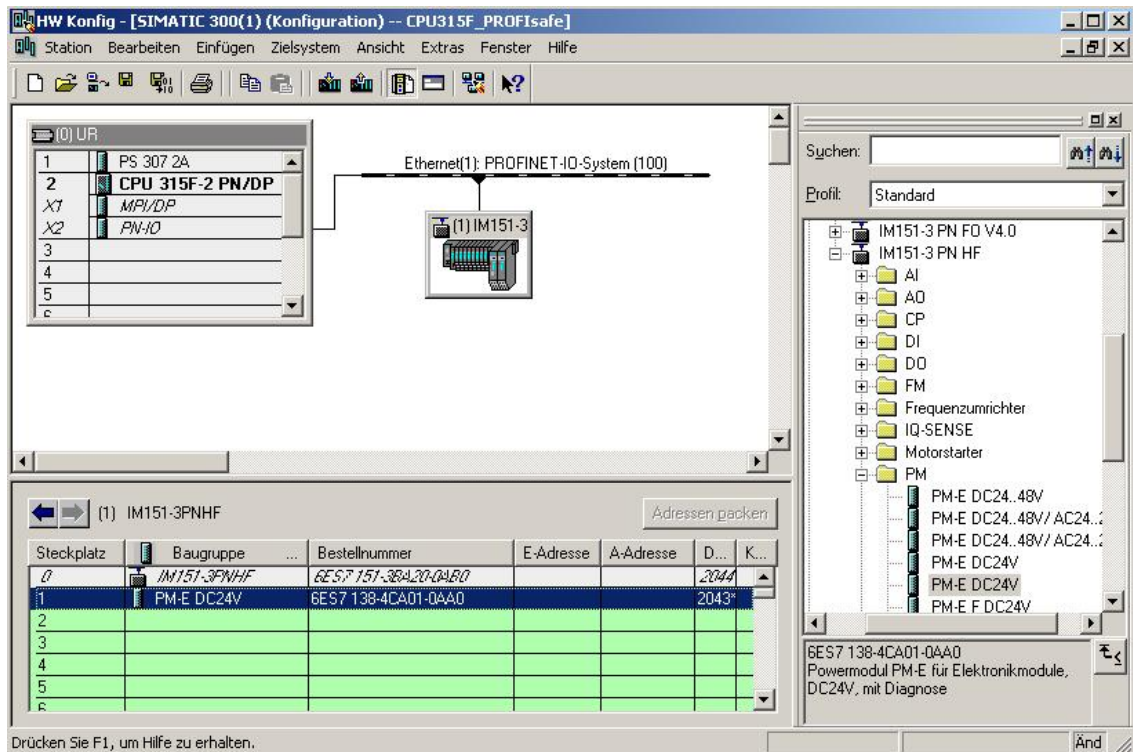 HW Konfig - [SIMATIC 300(1) (Konfiguration) -- CPU315F_PROFIsafe]
Station Bearbeiten Einfügen Zielsystem Ansicht Extras Fenster Hilfe
(0) UR
1 PS 307 2A
2 CPU 315F-2 PN/DP
X1 MPI/DP
X2 PN-IO
3
4
5
6
Ethernet(1): PROFINET-IO-System (100)
(1) IM151-3
Suchen:
Profil: Standard
IM151-3 PN FO V4.0
IM151-3 PN HF
AI
AO
CP
DI
DO
FM
Frequenzumrichter
IQ-SENSE
Motorstarter
PM
PM-E DC24..48V
PM-E DC24..48V/ AC24..2
PM-E DC24..48V/ AC24..2
PM-E DC24V
PM-E DC24V
PM-E F DC24V
6ES7 138-4CA01-0AA0
Powermodul PM-E für Elektronikmodule,
DC24V, mit Diagnose
(1) IM151-3PNHF
Adressen packen
Steckplatz Baugruppe ... Bestellnummer E-Adresse A-Adresse D... K...
0 IM151-3PNHF 6ES7 151-3BA20-0AB0 2044
1 PM-E DC24V 6ES7 138-4CA01-0AA0 2043*
2
3
4
5
6
Drücken Sie F1, um Hilfe zu erhalten.
Änd